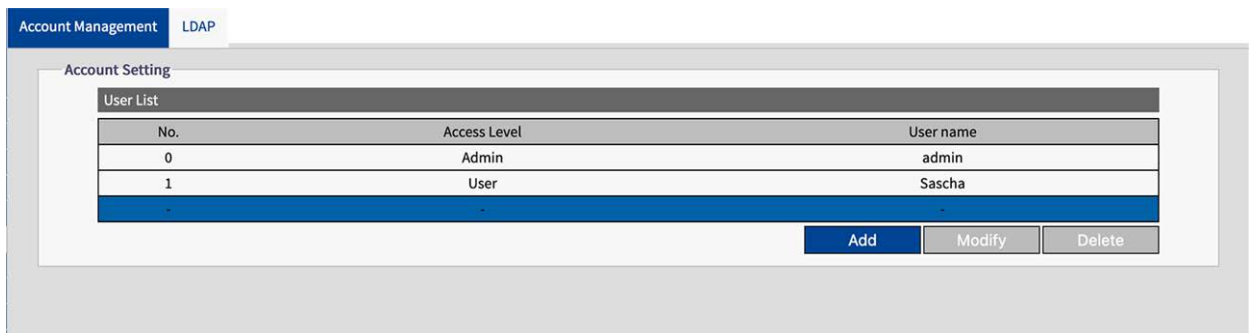 Account Management LDAP
Account Setting
User List
No. Access Level User name
0 Admin admin
1 User Sascha
- - -
Add Modify Delete